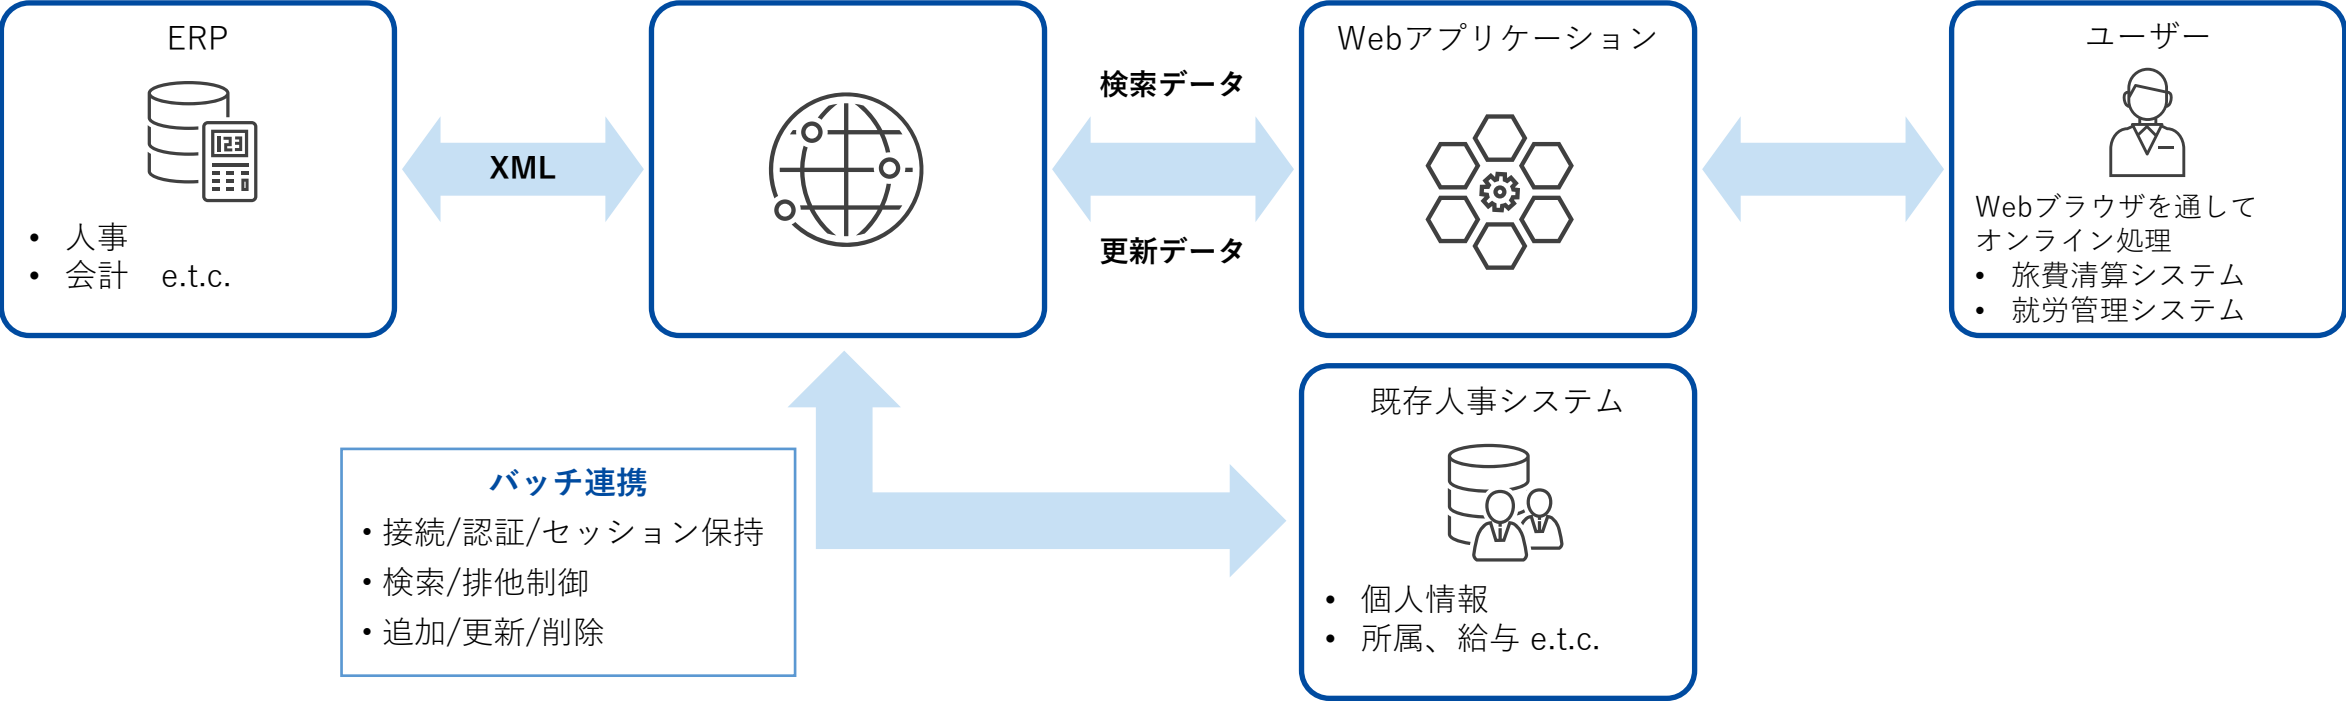 ERP
• 人事
• 会計　e.t.c.
XML
検索データ
更新データ
Webアプリケーション
ユーザー
Webブラウザを通して
オンライン処理
• 旅費清算システム
• 就労管理システム
バッチ連携
・接続/認証/セッション保持
・検索/排他制御
・追加/更新/削除
既存人事システム
• 個人情報
• 所属、給与 e.t.c.
123